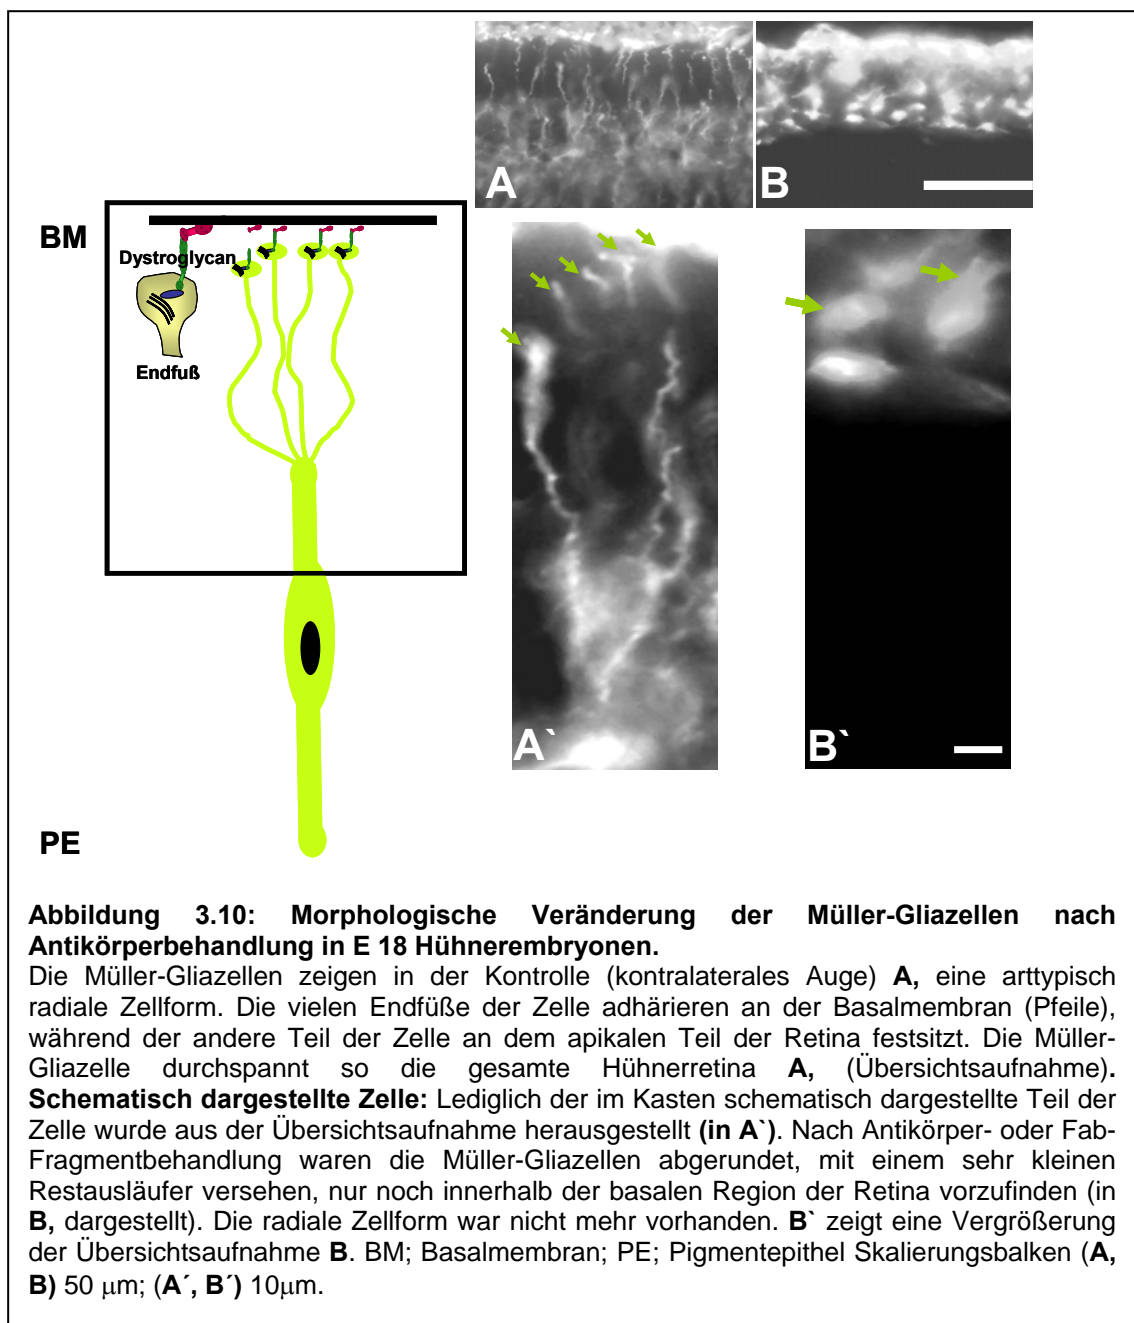 A
B
BM
Dystroglycan
Endfuß
A`
B`
PE
Abbildung 3.10: Morphologische Veränderung der Müller-Gliazellen nach
Antikörperbehandlung in E 18 Hühnerembryonen.
Die Müller-Gliazellen zeigen in der Kontrolle (kontralaterales Auge) A, eine arttypisch
radiale Zellform. Die vielen Endfüße der Zelle adhärieren an der Basalmembran (Pfeile),
während der andere Teil der Zelle an dem apikalen Teil der Retina festsitzt. Die Müller-
Gliazelle durchspannt so die gesamte Hühnerretina A, (Übersichtsaufnahme).
Schematisch dargestellte Zelle: Lediglich der im Kasten schematisch dargestellte Teil der
Zelle wurde aus der Übersichtsaufnahme herausgestellt (in A`). Nach Antikörper- oder Fab-
Fragmentbehandlung waren die Müller-Gliazellen abgerundet, mit einem sehr kleinen
Restausläufer versehen, nur noch innerhalb der basalen Region der Retina vorzufinden (in
B, dargestellt). Die radiale Zellform war nicht mehr vorhanden. B` zeigt eine Vergrößerung
der Übersichtsaufnahme B. BM; Basalmembran; PE; Pigmentepithel Skalierungsbalken (A,
B) 50 µm; (A´, B´) 10µm.